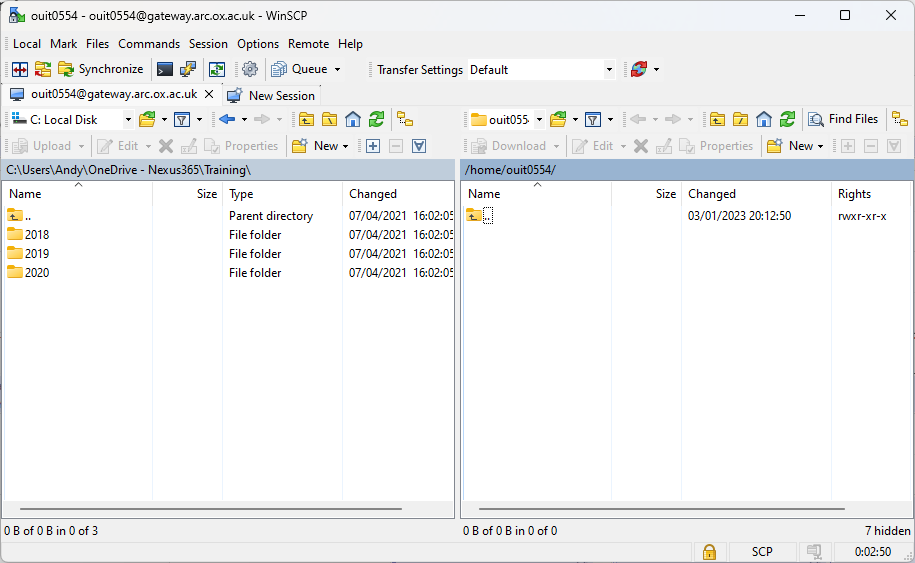 ouit0554 - ouit0554@gateway.arc.ox.ac.uk - WinSCP
Local Mark Files Commands Session Options Remote Help
Synchronize Queue Transfer Settings Default
ouit0554@gateway.arc.ox.ac.uk New Session
C: Local Disk ouit055 Find Files
Upload Edit Properties New Download Edit Properties New
C:\Users\Andy\OneDrive - Nexus365\Training\ /home/ouit0554/
Name Size Type Changed Name Size Changed Rights
.. Parent directory 07/04/2021 16:02:05 .. 03/01/2023 20:12:50 rwxr-xr-x
2018 File folder 07/04/2021 16:02:05
2019 File folder 07/04/2021 16:02:05
2020 File folder 07/04/2021 16:02:05
0 B of 0 B in 0 of 3 0 B of 0 B in 0 of 0 7 hidden
SCP 0:02:50